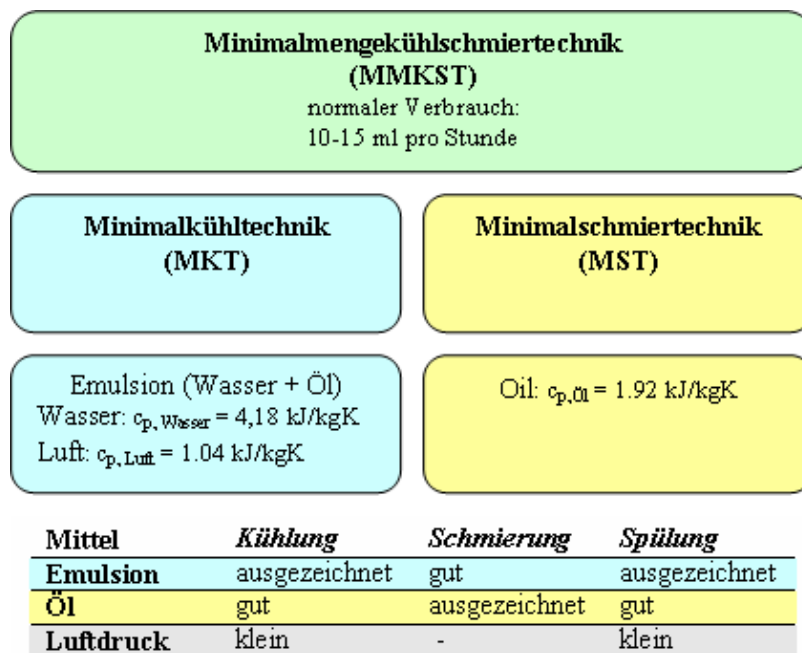 Minimalmengekühlschmiertechnik
(MMKST)
normaler Verbrauch:
10-15 ml pro Stunde
Minimalkühltechnik
(MKT)
Minimalschmiertechnik
(MST)
Emulsion (Wasser + Öl)
Wasser: cp, Wasser = 4,18 kJ/kgK
Luft: cp, Luft = 1.04 kJ/kgK
Oil: cp,Öl = 1.92 kJ/kgK
Mittel Kühlung Schmierung Spülung
Emulsion ausgezeichnet gut ausgezeichnet
Öl gut ausgezeichnet gut
Luftdruck klein - klein